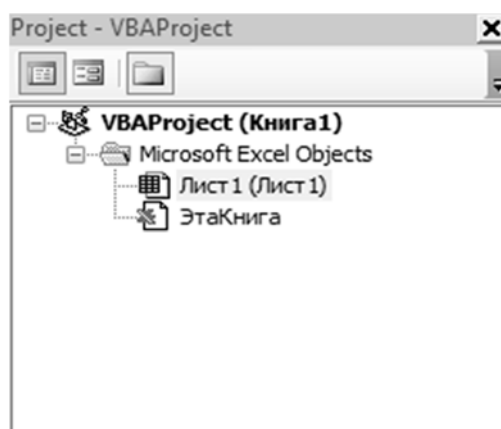 Project - VBAProject
VBAProject (Книга1)
Microsoft Excel Objects
Лист1 (Лист1)
ЭтаКнига